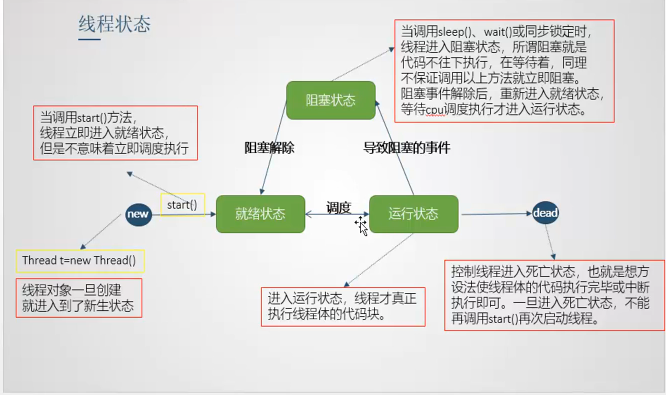 线程状态
当调用sleep()、wait()或同步锁定时，
线程进入阻塞状态，所谓阻塞就是
代码不往下执行，在等待着，同理
不保证调用以上方法就立即阻塞。
阻塞事件解除后，重新进入就绪状态，
等待cpu调度执行才进入运行状态。
阻塞状态
当调用start()方法，
线程立即进入就绪状态，
但是不意味着立即调度执行
阻塞解除
导致阻塞的事件
new
start()
就绪状态
调度
运行状态
dead
Thread t=new Thread()
线程对象一旦创建
就进入到了新生状态
进入运行状态，线程才真正
执行线程体的代码块。
控制线程进入死亡状态，也就是想方
设法使线程体的代码执行完毕或中断
执行即可。一旦进入死亡状态，不能
再调用start()再次启动线程。